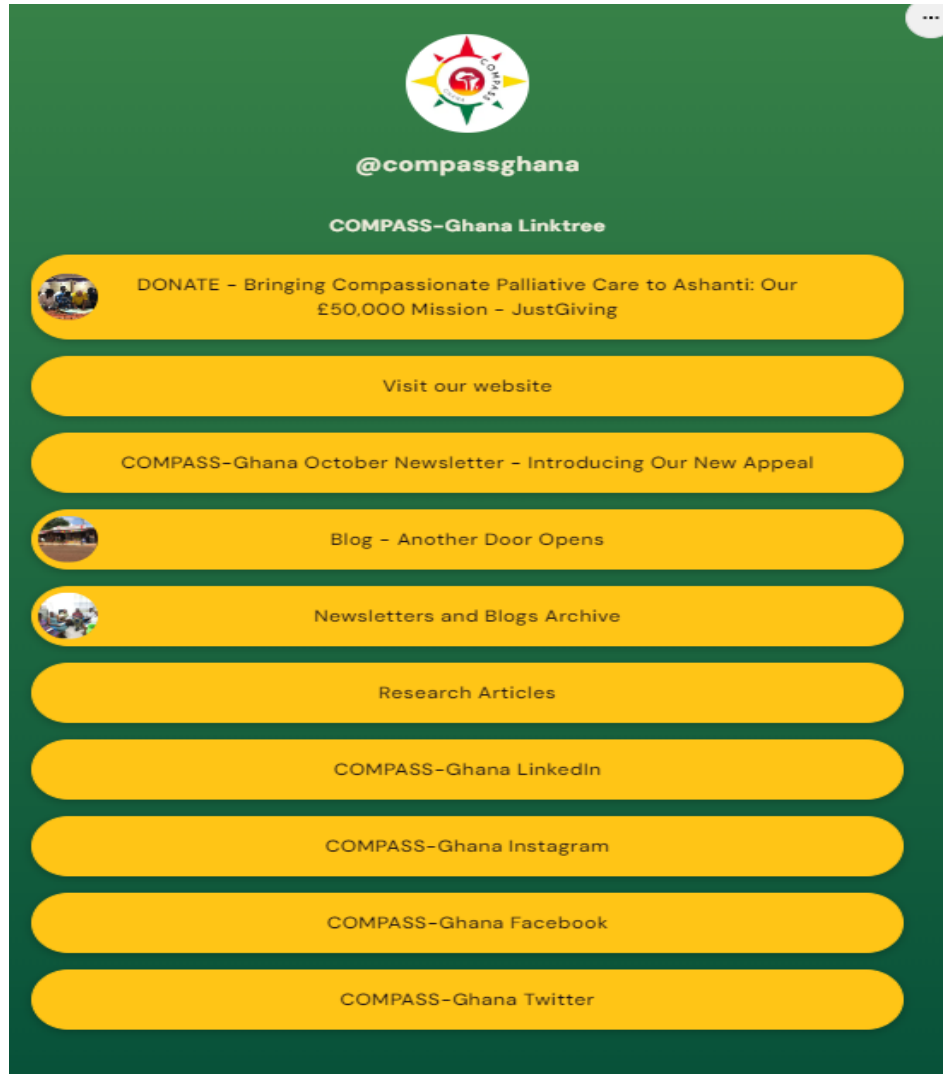 COMPASS
GHANA
@compassghana
COMPASS-Ghana Linktree
DONATE - Bringing Compassionate Palliative Care to Ashanti: Our
£50,000 Mission - JustGiving
Visit our website
COMPASS-Ghana October Newsletter - Introducing Our New Appeal
Blog - Another Door Opens
Newsletters and Blogs Archive
Research Articles
COMPASS-Ghana LinkedIn
COMPASS-Ghana Instagram
COMPASS-Ghana Facebook
COMPASS-Ghana Twitter